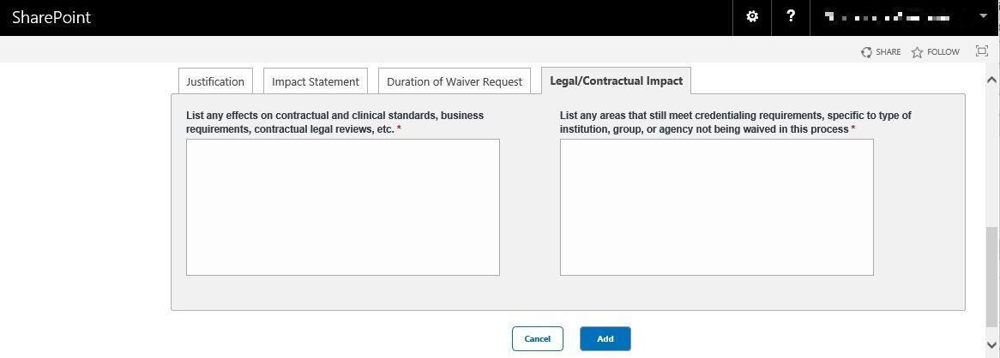 SharePoint
?
SHARE FOLLOW
Justification Impact Statement Duration of Waiver Request Legal/Contractual Impact
List any effects on contractual and clinical standards, business
requirements, contractual legal reviews, etc. *
List any areas that still meet credentialing requirements, specific to type of
institution, group, or agency not being waived in this process *
Cancel Add